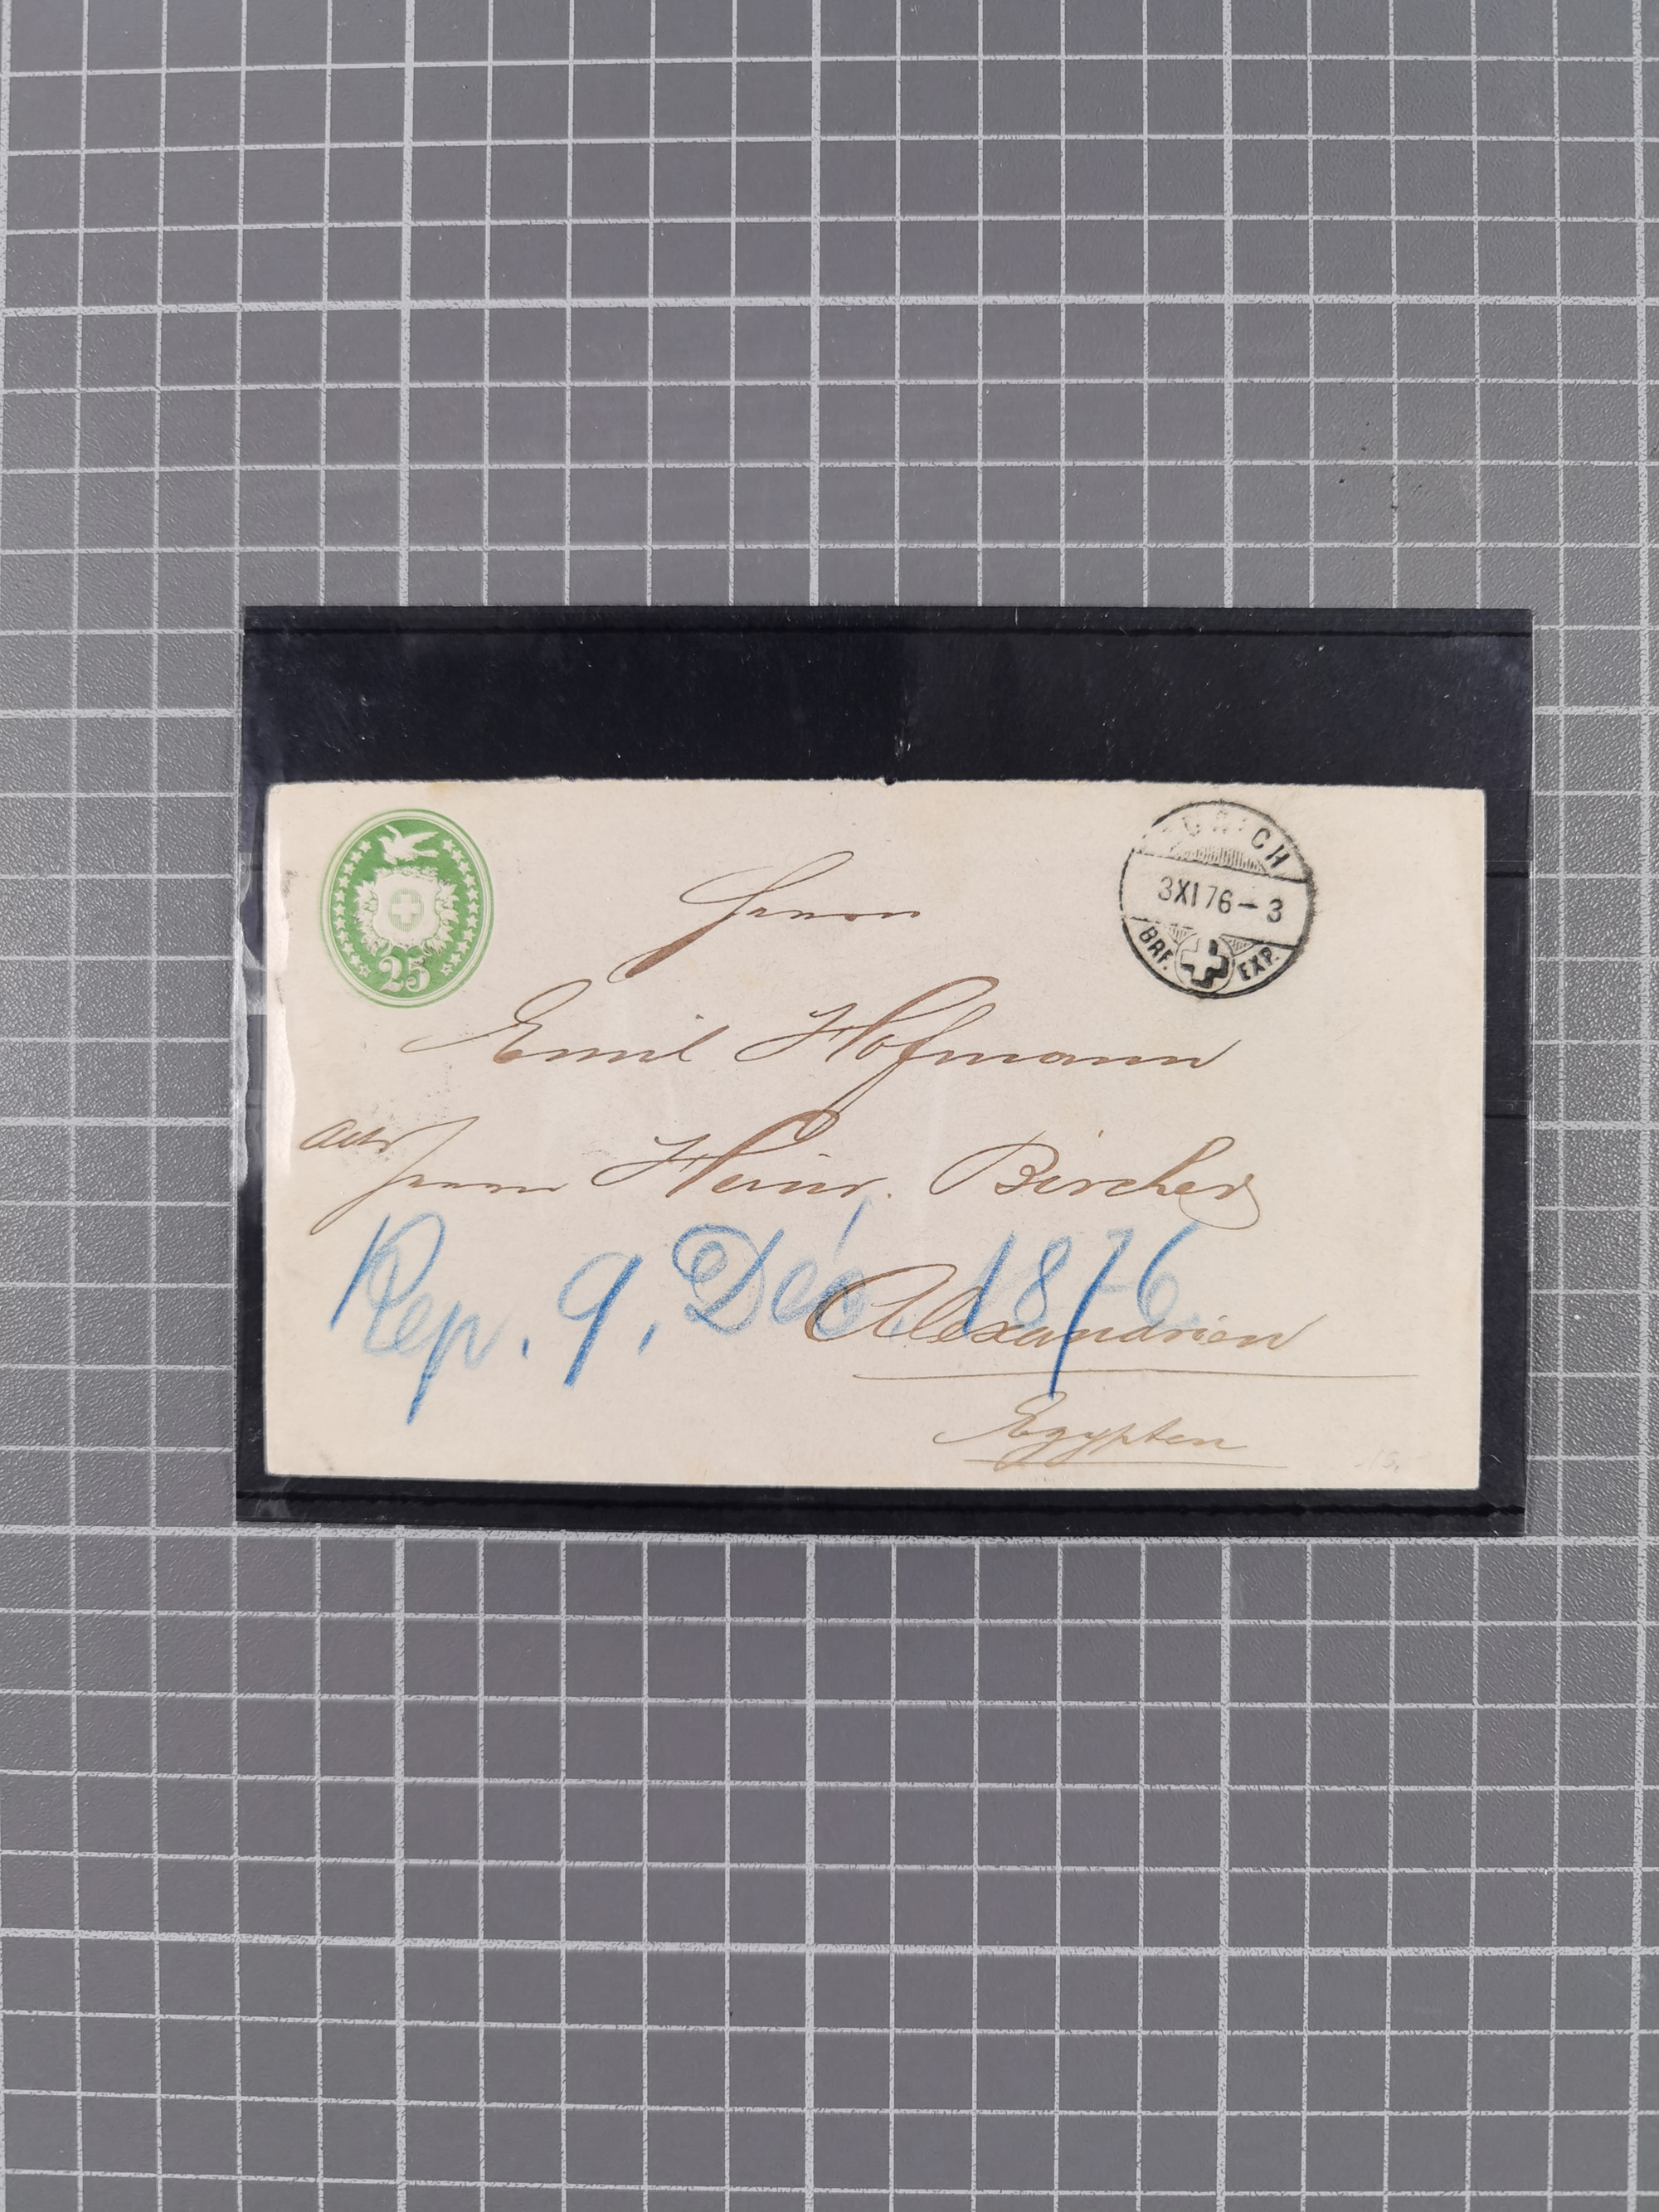 25
ZÜRICH
3 XI 76 – 3
BRF. EXP.
Herrn
Emil Hofmann
Herrn Heinr. Bircher
Rep. 9. Déc. 1876.
Alexandrien
Egypten